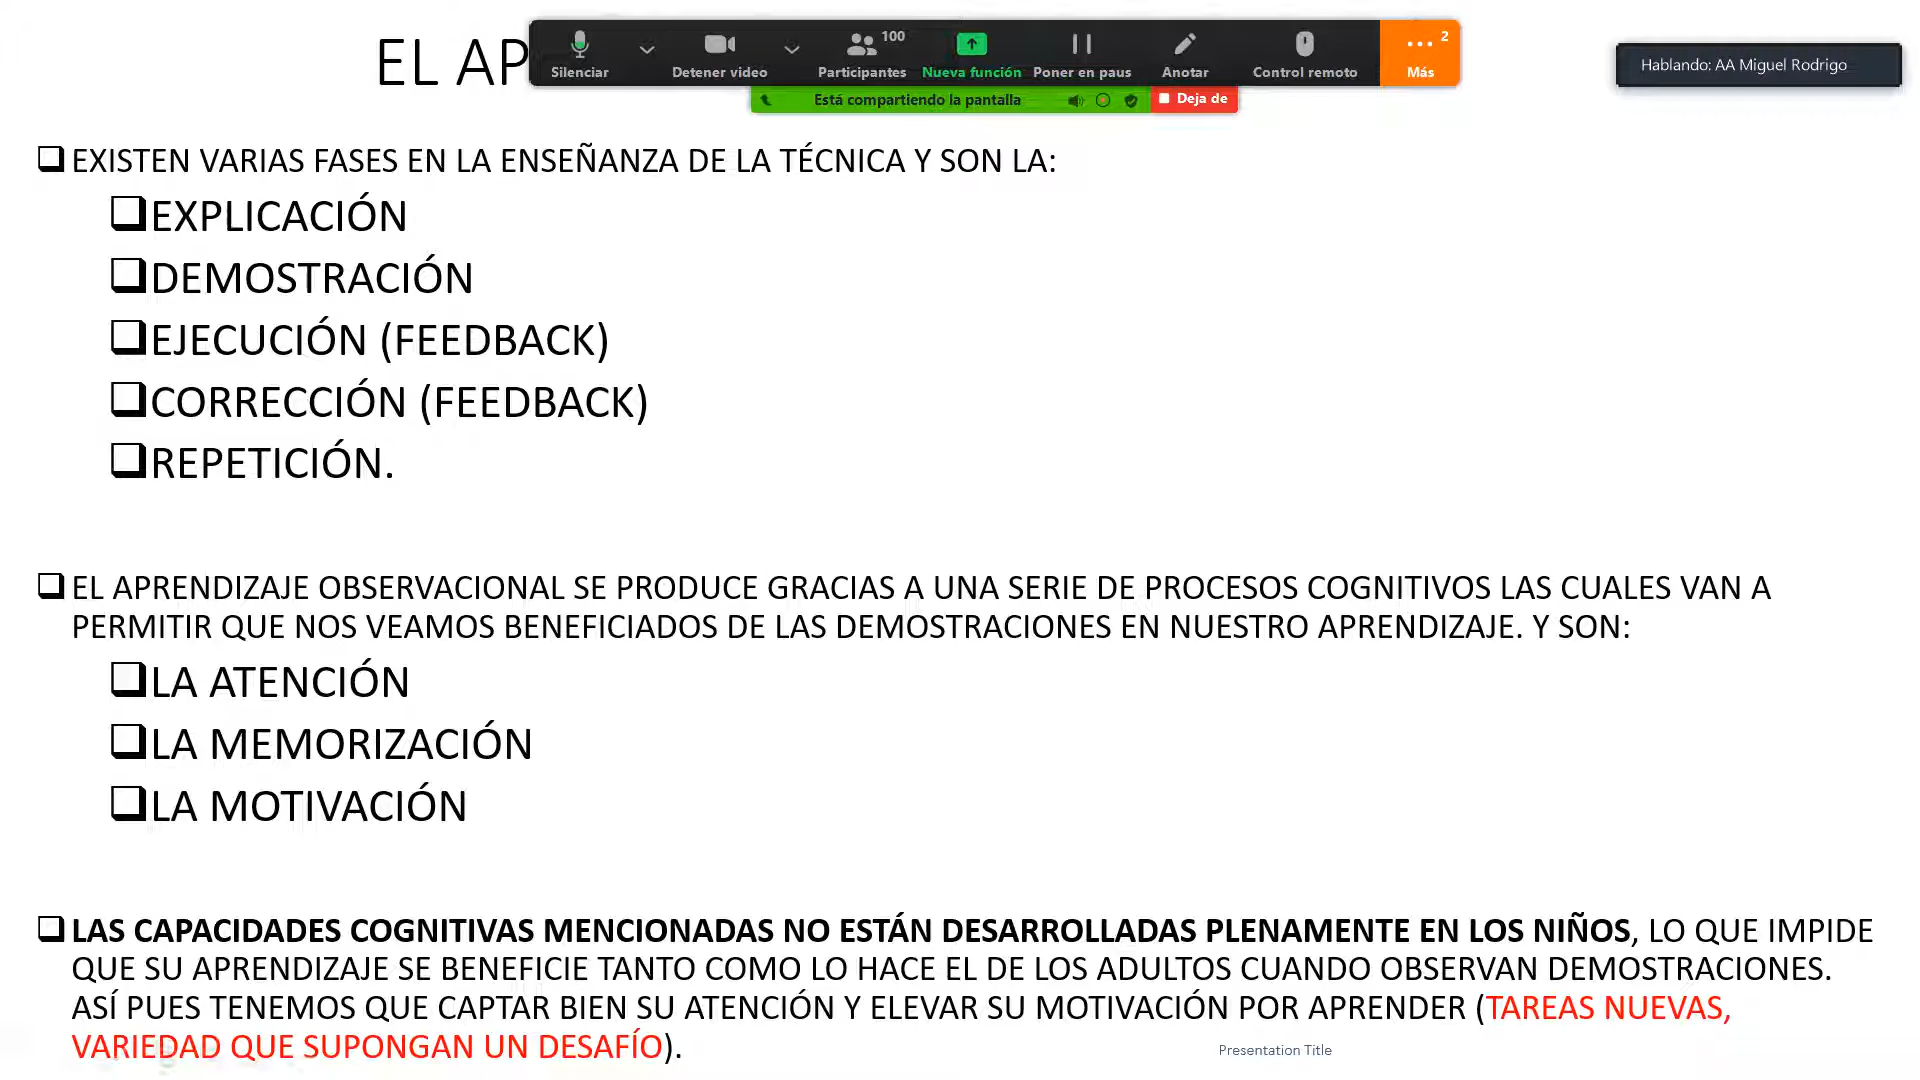 EL AP
Silenciar
Detener video
Participantes
100
Nueva función
Poner en paus
Anotar
Control remoto
Más
2
Está compartiendo la pantalla
Deja de
Hablando: AA Miguel Rodrigo
EXISTEN VARIAS FASES EN LA ENSEÑANZA DE LA TÉCNICA Y SON LA:
EXPLICACIÓN
DEMOSTRACIÓN
EJECUCIÓN (FEEDBACK)
CORRECCIÓN (FEEDBACK)
REPETICIÓN.
EL APRENDIZAJE OBSERVACIONAL SE PRODUCE GRACIAS A UNA SERIE DE PROCESOS COGNITIVOS LAS CUALES VAN A
PERMITIR QUE NOS VEAMOS BENEFICIADOS DE LAS DEMOSTRACIONES EN NUESTRO APRENDIZAJE. Y SON:
LA ATENCIÓN
LA MEMORIZACIÓN
LA MOTIVACIÓN
LAS CAPACIDADES COGNITIVAS MENCIONADAS NO ESTÁN DESARROLLADAS PLENAMENTE EN LOS NIÑOS, LO QUE IMPIDE
QUE SU APRENDIZAJE SE BENEFICIE TANTO COMO LO HACE EL DE LOS ADULTOS CUANDO OBSERVAN DEMOSTRACIONES.
ASÍ PUES TENEMOS QUE CAPTAR BIEN SU ATENCIÓN Y ELEVAR SU MOTIVACIÓN POR APRENDER (TAREAS NUEVAS,
VARIEDAD QUE SUPONGAN UN DESAFÍO).
Presentation Title